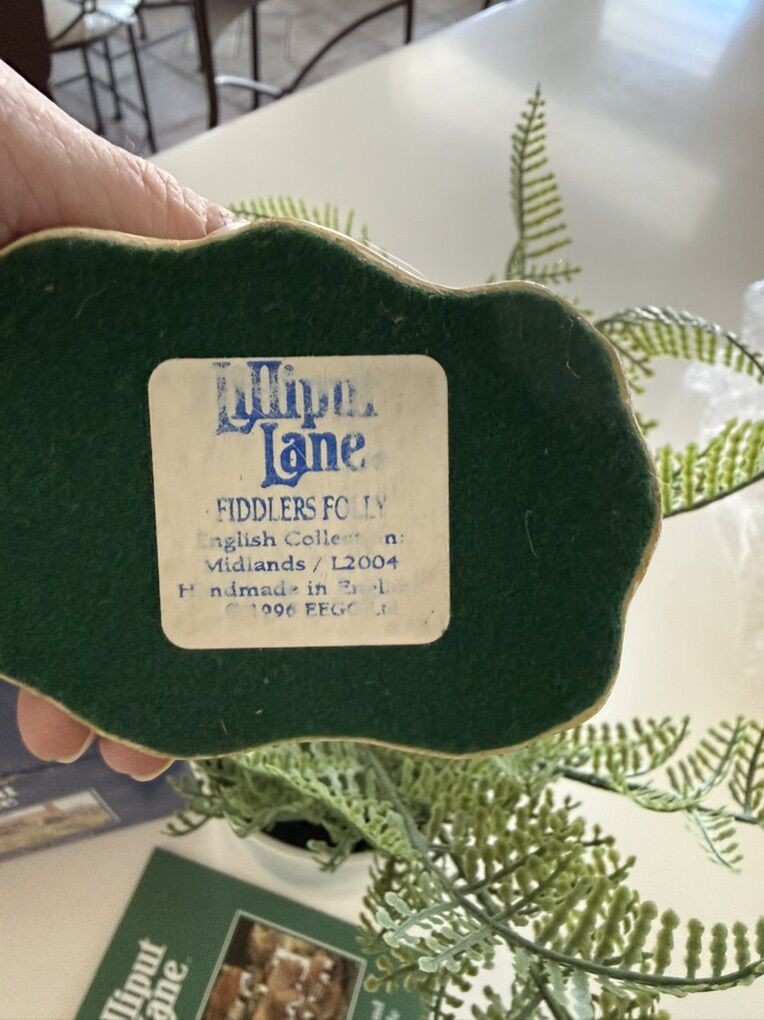 Lilliput
Lane
FIDDLERS FOLLY
English Collection:
Midlands / L2004
Handmade in England
© 1996 EEGC Ltd
Lilliput
Lane